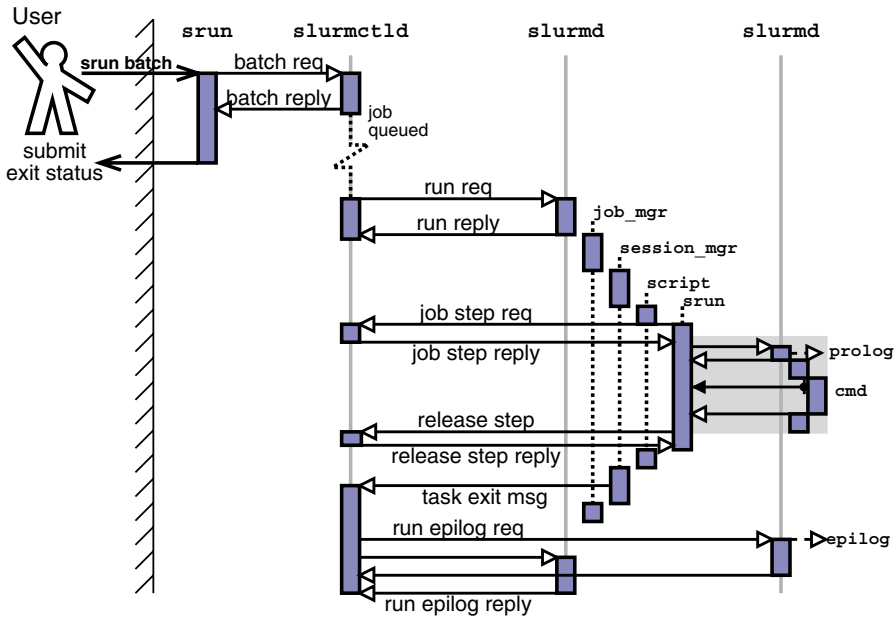 User
srun
slurmctld
slurmd
slurmd
srun batch
batch req
batch reply
job
queued
submit
exit status
run req
run reply
job_mgr
session_mgr
script
srun
job step req
job step reply
prolog
cmd
release step
release step reply
task exit msg
run epilog req
epilog
run epilog reply